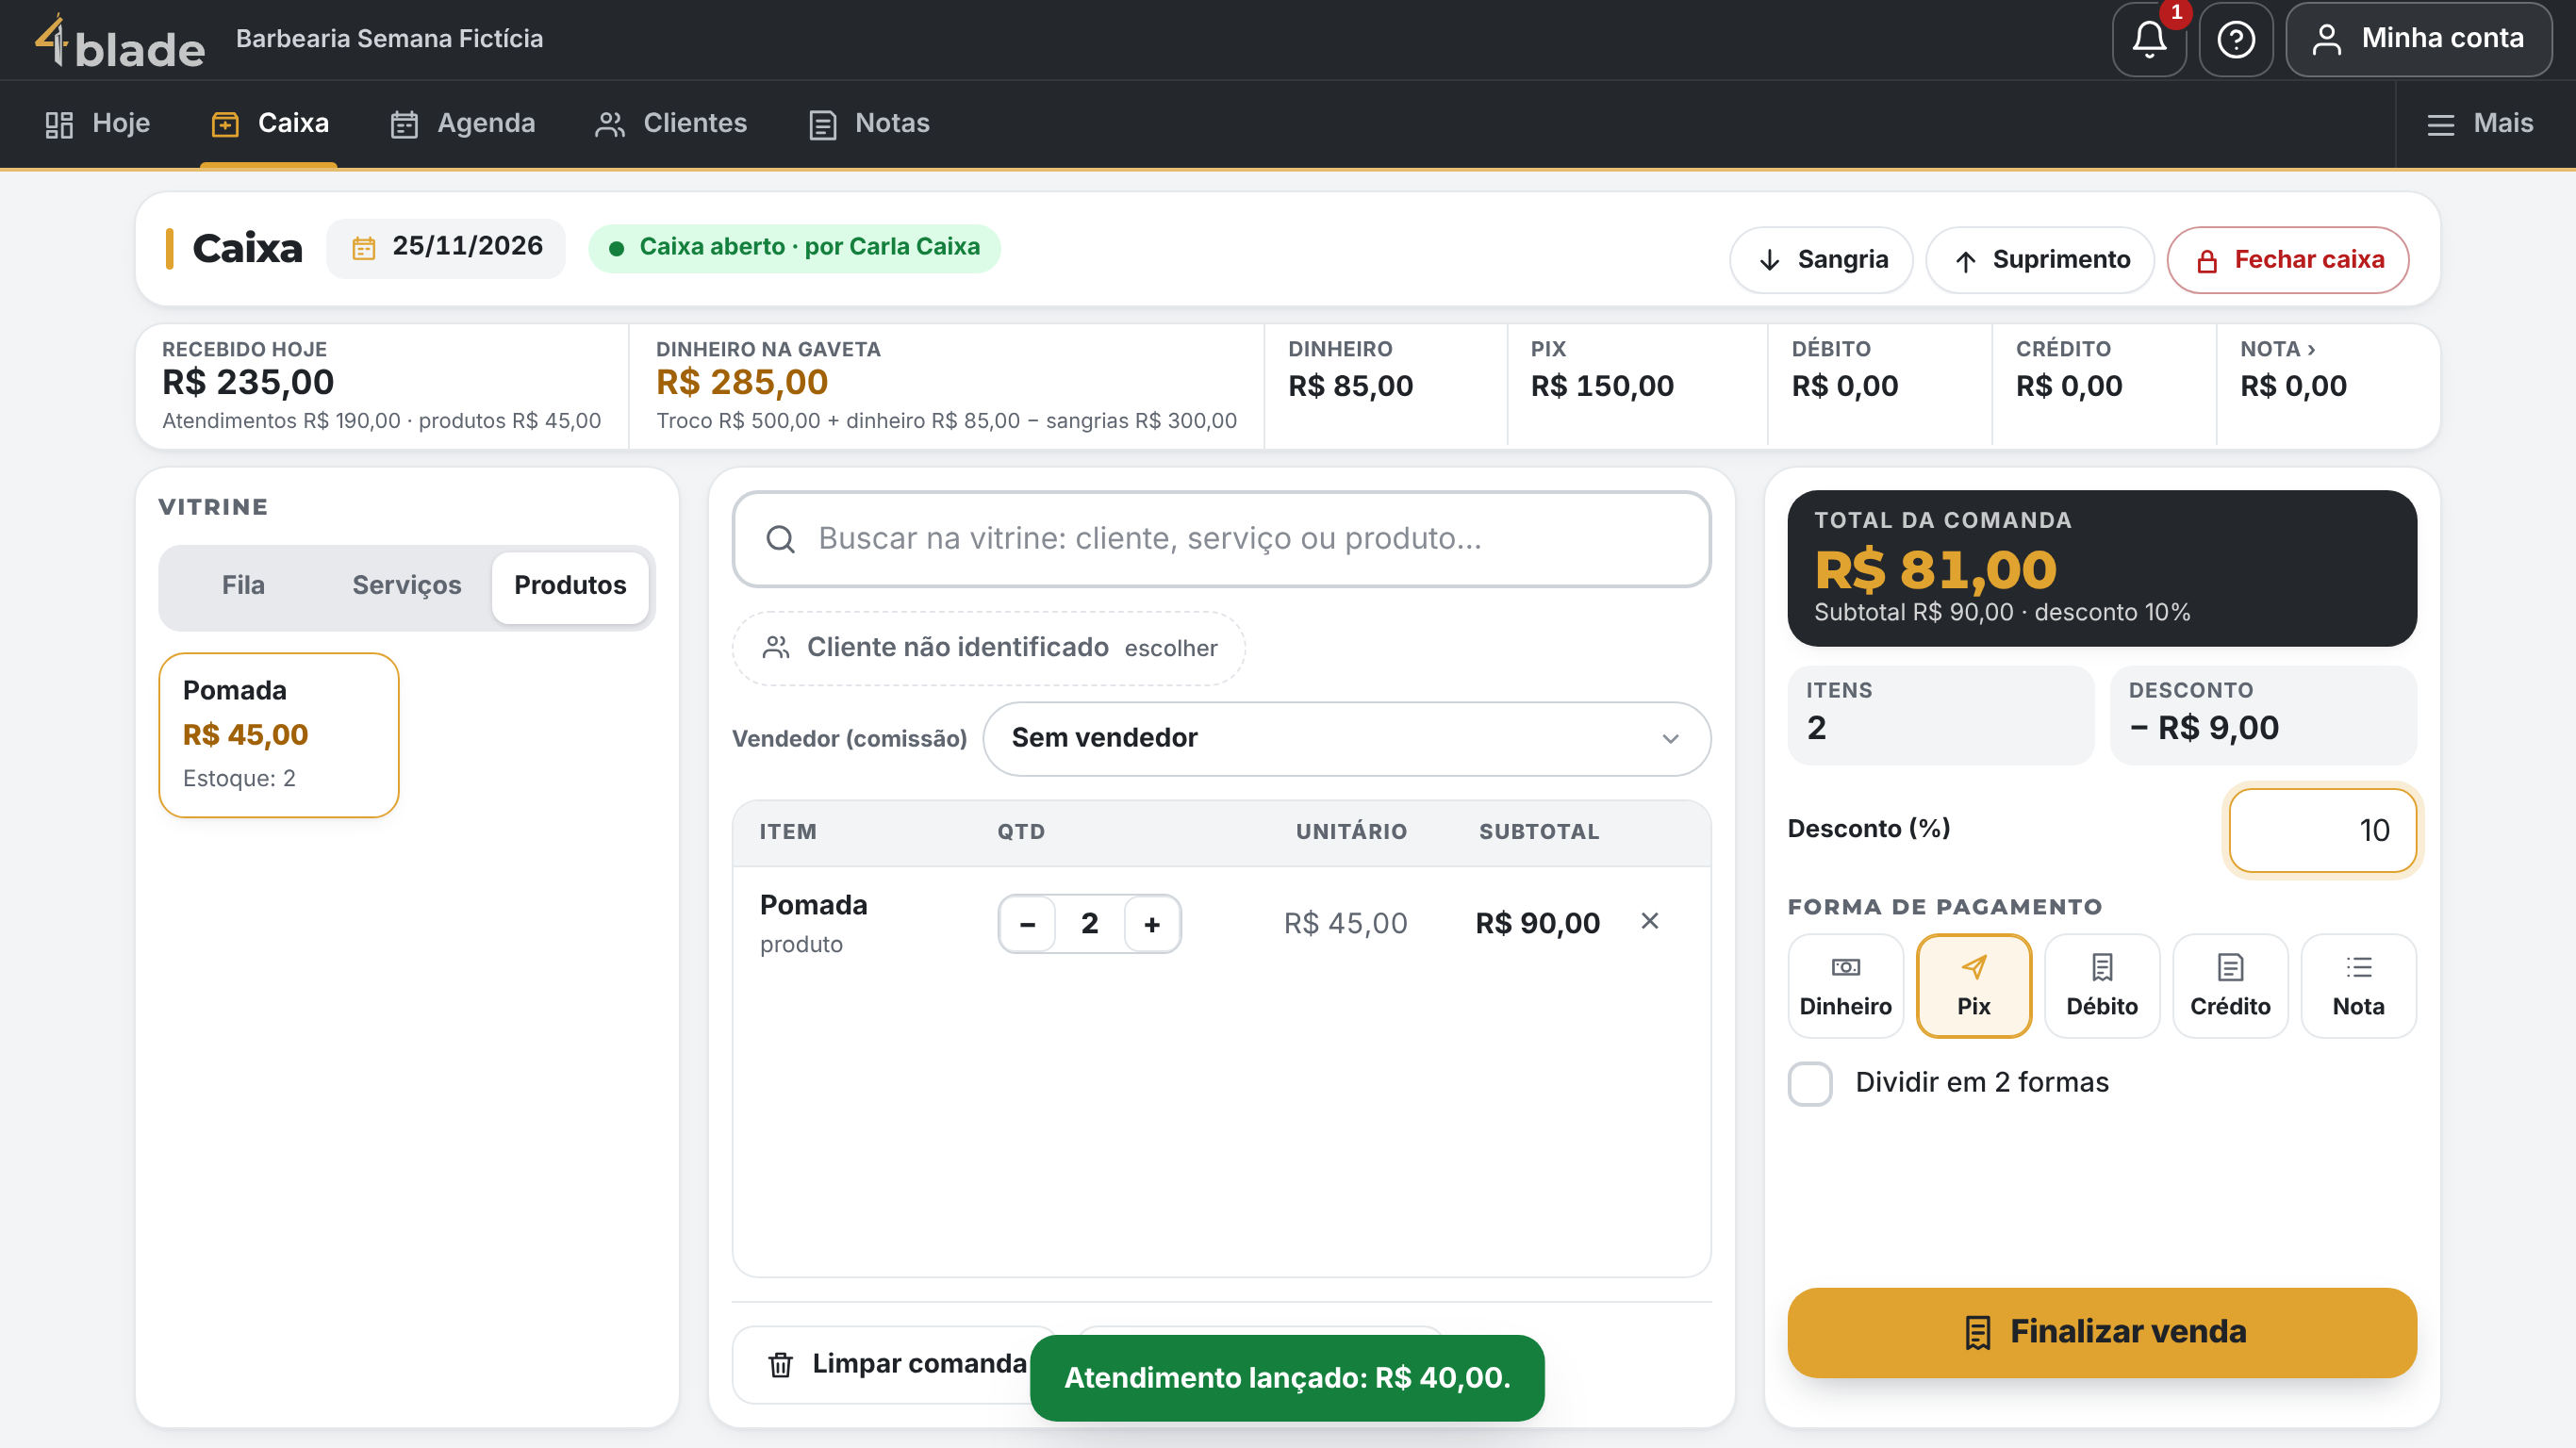 4blade
Barbearia Semana Fictícia
1
Minha conta
Hoje
Caixa
Agenda
Clientes
Notas
Mais
Caixa
25/11/2026
Caixa aberto · por Carla Caixa
Sangria
Suprimento
Fechar caixa
RECEBIDO HOJE
R$ 235,00
Atendimentos R$ 190,00 · produtos R$ 45,00
DINHEIRO NA GAVETA
R$ 285,00
Troco R$ 500,00 + dinheiro R$ 85,00 − sangrias R$ 300,00
DINHEIRO
R$ 85,00
PIX
R$ 150,00
DÉBITO
R$ 0,00
CRÉDITO
R$ 0,00
NOTA ›
R$ 0,00
VITRINE
Fila
Serviços
Produtos
Pomada
R$ 45,00
Estoque: 2
Buscar na vitrine: cliente, serviço ou produto...
Cliente não identificado escolher
Vendedor (comissão)
Sem vendedor
ITEM QTD UNITÁRIO SUBTOTAL
Pomada
produto
− 2 + R$ 45,00 R$ 90,00 ×
Limpar comanda
Atendimento lançado: R$ 40,00.
TOTAL DA COMANDA
R$ 81,00
Subtotal R$ 90,00 · desconto 10%
ITENS
2
DESCONTO
− R$ 9,00
Desconto (%)
10
FORMA DE PAGAMENTO
Dinheiro
Pix
Débito
Crédito
Nota
Dividir em 2 formas
Finalizar venda